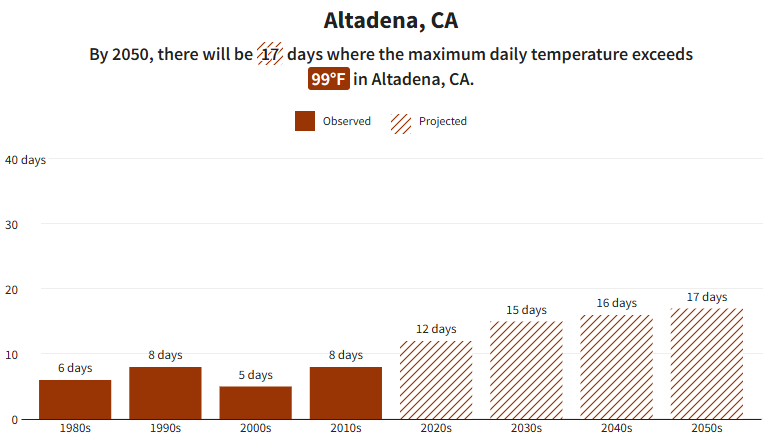 Altadena, CA
By 2050, there will be 17 days where the maximum daily temperature exceeds
99°F in Altadena, CA.
Observed Projected
40 days
30
20
10
0
6 days
8 days
5 days
8 days
12 days
15 days
16 days
17 days
1980s 1990s 2000s 2010s 2020s 2030s 2040s 2050s